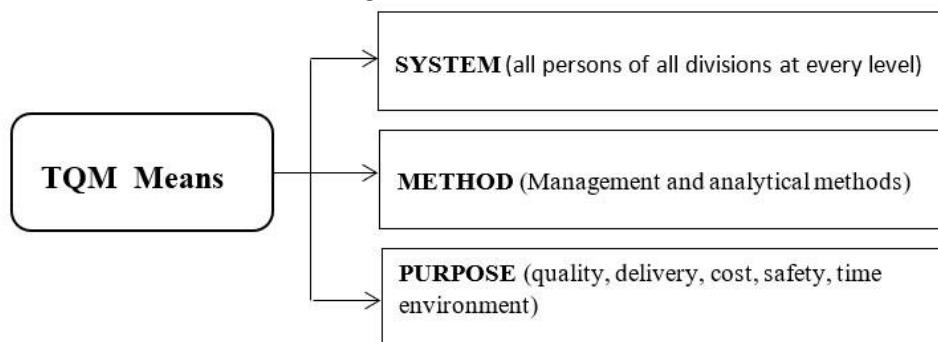 SYSTEM (all persons of all divisions at every level)
TQM Means
METHOD (Management and analytical methods)
PURPOSE (quality, delivery, cost, safety, time
environment)